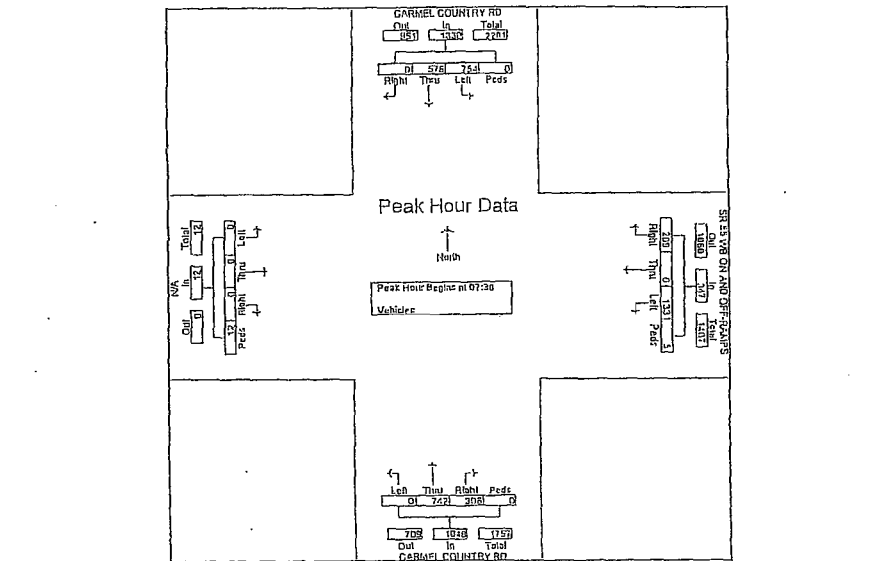 CARMEL COUNTRY RD
Out In Total
951 1330 2281
0 576 754 0
Right Thru Left Peds
Peak Hour Data
North
Peak Hour Begins at 07:30
Vehicles
N/A
Total In Out
12 12 0
0 0 0 12
Left Thru Right Peds
Right Thru Left Peds
209 0 133 5
Out In Total
1060 347 1407
SR 56 WB ON AND OFF-RAMPS
Left Thru Right Peds
0 742 306 0
709 1048 1757
Out In Total
CARMEL COUNTRY RD